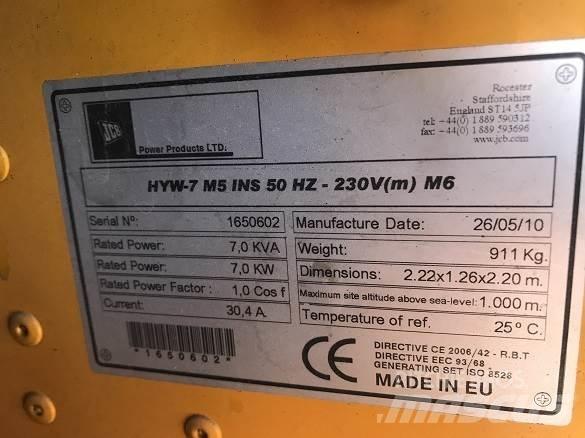 JCB
Power Products LTD.
Rocester
Staffordshire
England ST14 5JP
tel: +44(0) 1 889 590312
fax: +44(0) 1 889 593696
www.jcb.com
HYW-7 M5 INS 50 HZ - 230V(m) M6
Serial Nº: 1650602
Rated Power: 7,0 KVA
Rated Power: 7,0 KW
Rated Power Factor : 1,0 Cos f
Current: 30,4 A.
*1650602*
Manufacture Date: 26/05/10
Weight: 911 Kg.
Dimensions: 2.22x1.26x2.20 m.
Maximum site altitude above sea-level: 1.000 m.
Temperature of ref. 25º C.
CE
DIRECTIVE CE 2006/42 - R.B.T
DIRECTIVE EEC 93/68
GENERATING SET ISO 8528
MADE IN EU